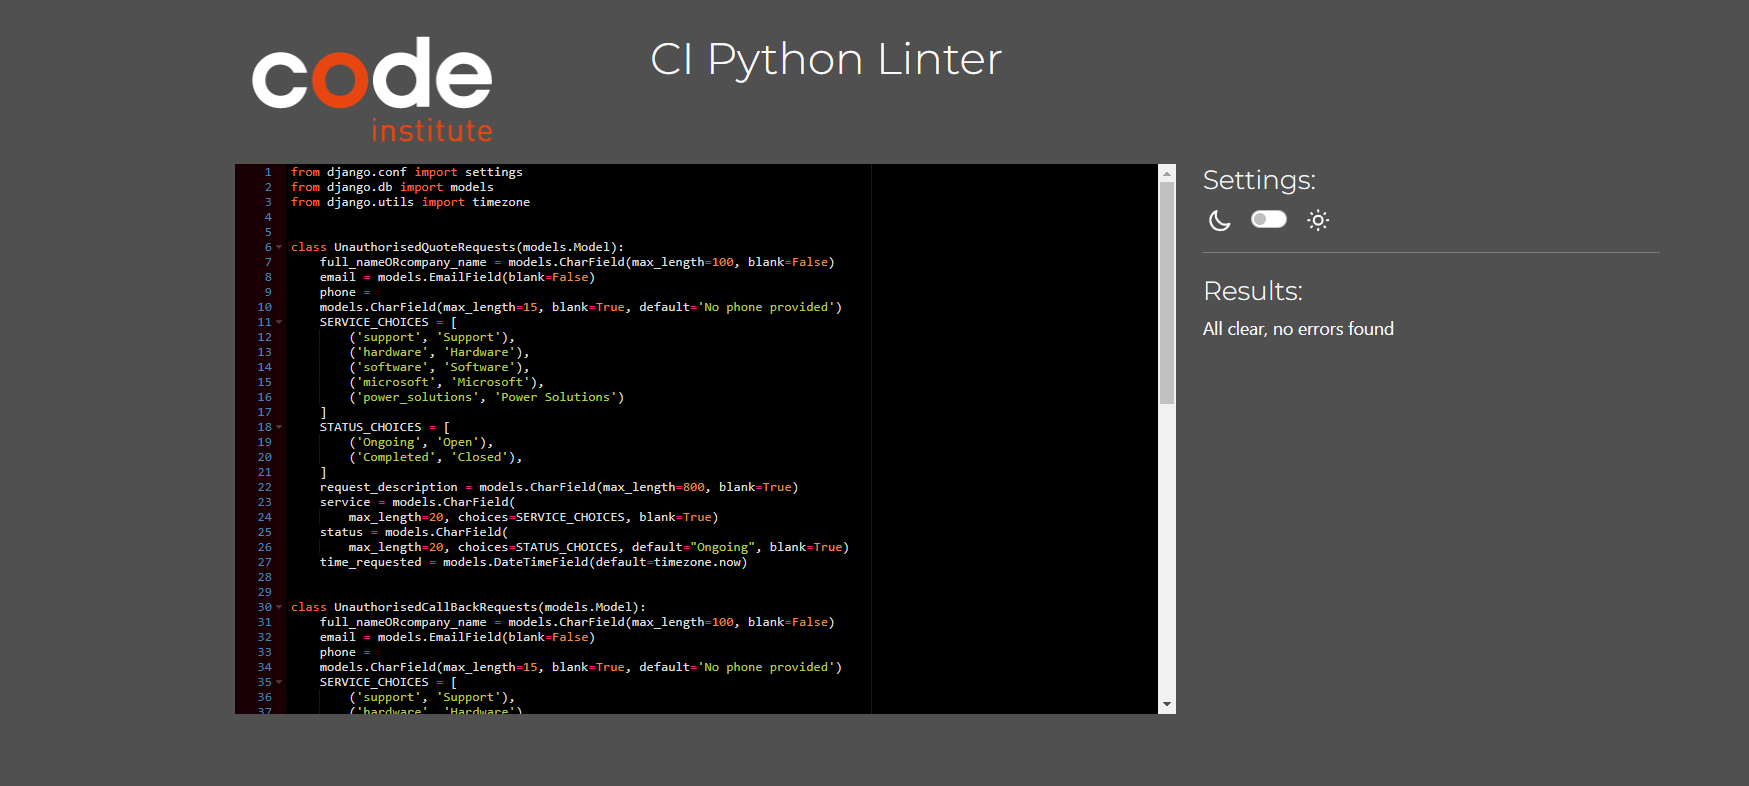 code
institute
CI Python Linter
1 from django.conf import settings
2 from django.db import models
3 from django.utils import timezone
4
5
6 class UnauthorisedQuoteRequests(models.Model):
7     full_nameORcompany_name = models.CharField(max_length=100, blank=False)
8     email = models.EmailField(blank=False)
9     phone =
10     models.CharField(max_length=15, blank=True, default='No phone provided')
11     SERVICE_CHOICES = [
12         ('support', 'Support'),
13         ('hardware', 'Hardware'),
14         ('software', 'Software'),
15         ('microsoft', 'Microsoft'),
16         ('power_solutions', 'Power Solutions')
17     ]
18     STATUS_CHOICES = [
19         ('Ongoing', 'Open'),
20         ('Completed', 'Closed'),
21     ]
22     request_description = models.CharField(max_length=800, blank=True)
23     service = models.CharField(
24         max_length=20, choices=SERVICE_CHOICES, blank=True)
25     status = models.CharField(
26         max_length=20, choices=STATUS_CHOICES, default="Ongoing", blank=True)
27     time_requested = models.DateTimeField(default=timezone.now)
28
29
30 class UnauthorisedCallBackRequests(models.Model):
31     full_nameORcompany_name = models.CharField(max_length=100, blank=False)
32     email = models.EmailField(blank=False)
33     phone =
34     models.CharField(max_length=15, blank=True, default='No phone provided')
35     SERVICE_CHOICES = [
36         ('support', 'Support'),
37         ('hardware', 'Hardware')
Settings:
Results:
All clear, no errors found